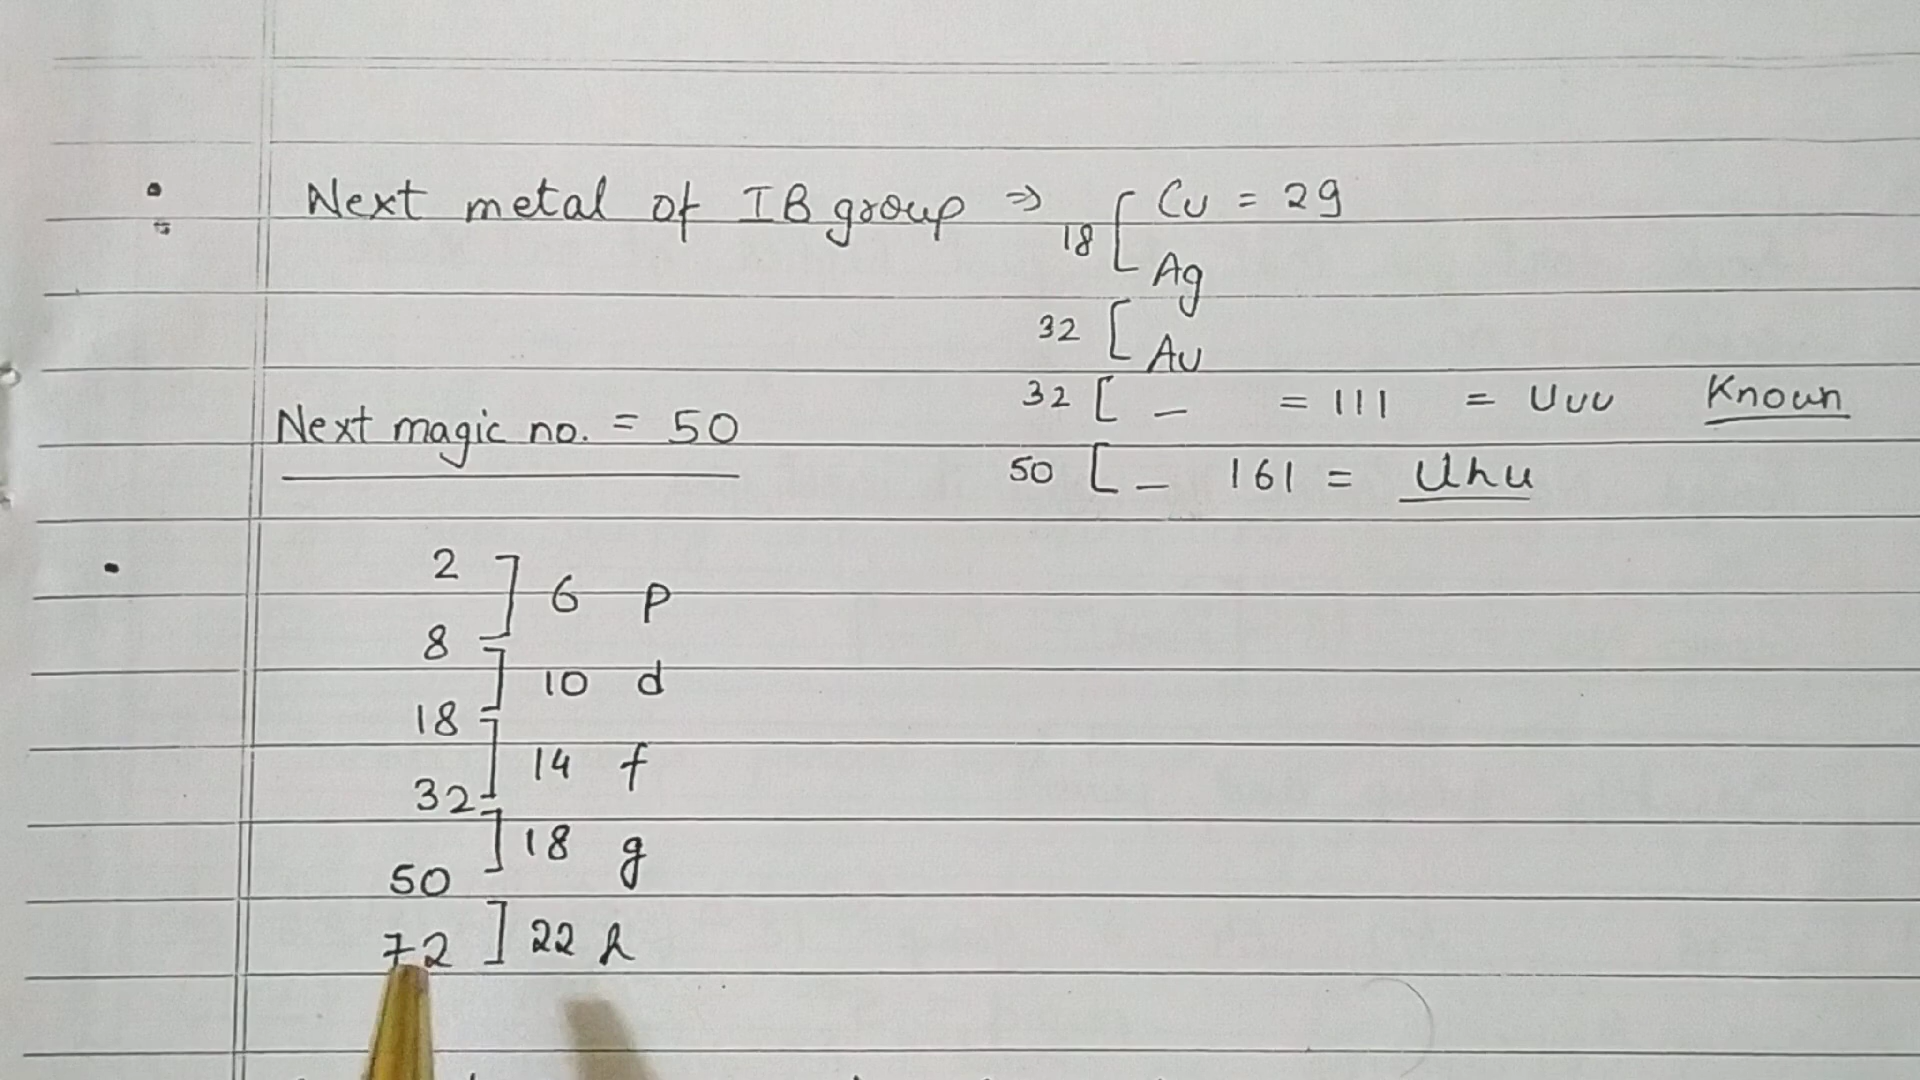 Next metal of IB group ⇒ 18 [ Cu = 29
Ag
32 [ Au
32 [ _ = 111 = Uuu Known
Next magic no. = 50
50 [ _ 161 = Uhu
2 ] 6 p
8 ] 10 d
18 ] 14 f
32 ] 18 g
50 ] 22 h
72